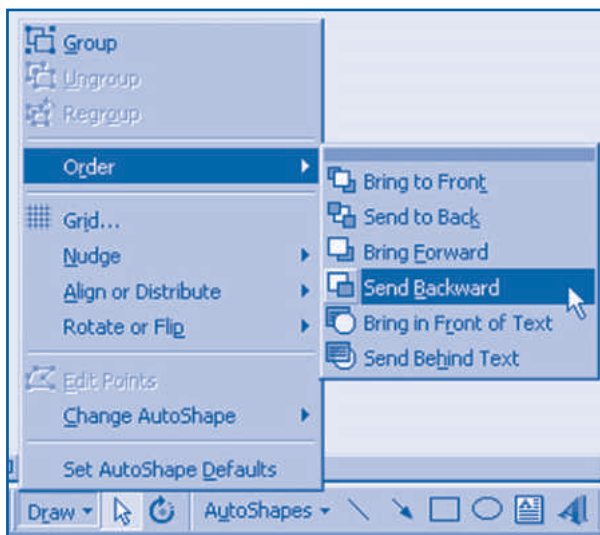 Group
Ungroup
Regroup
Order
Bring to Front
Send to Back
Bring Forward
Send Backward
Bring in Front of Text
Send Behind Text
Grid...
Nudge
Align or Distribute
Rotate or Flip
Edit Points
Change AutoShape
Set AutoShape Defaults
Draw
AutoShapes